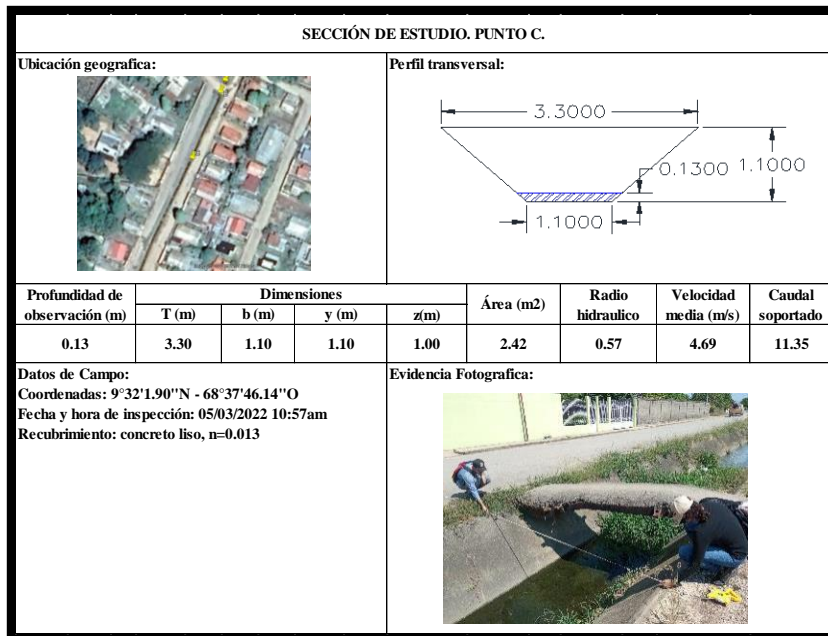 SECCIÓN DE ESTUDIO. PUNTO C.
Ubicación geografica:
Perfil transversal:
3.3000
0.1300
1.1000
1.1000
Profundidad de observación (m)
Dimensiones
T (m)
b (m)
y (m)
z(m)
Área (m2)
Radio hidraulico
Velocidad media (m/s)
Caudal soportado
0.13
3.30
1.10
1.10
1.00
2.42
0.57
4.69
11.35
Datos de Campo:
Coordenadas: 9°32'1.90"N - 68°37'46.14"O
Fecha y hora de inspección: 05/03/2022 10:57am
Recubrimiento: concreto liso, n=0.013
Evidencia Fotografica: